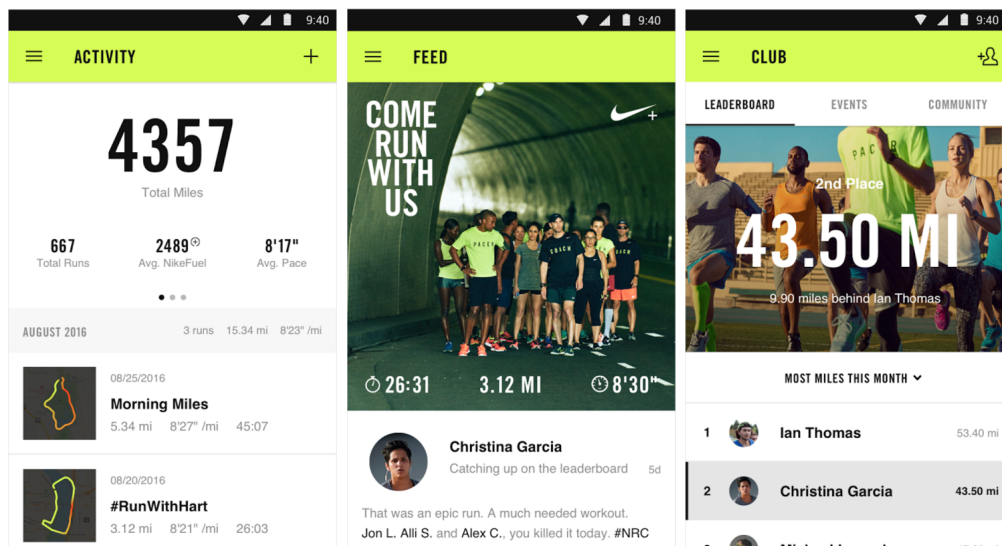 9:40
ACTIVITY
4357
Total Miles
667 2489 8'17"
Total Runs Avg. NikeFuel Avg. Pace
AUGUST 2016 3 runs 15.34 mi 8'23" /mi
08/25/2016
Morning Miles
5.34 mi 8'27" /mi 45:07
08/20/2016
#RunWithHart
3.12 mi 8'21" /mi 26:03
9:40
FEED
COME
RUN
WITH
US
PACER
COACH
26:31 3.12 MI 8'30"
Christina Garcia
Catching up on the leaderboard 5d
That was an epic run. A much needed workout.
Jon L. Alli S. and Alex C., you killed it today. #NRC
9:40
CLUB
LEADERBOARD EVENTS COMMUNITY
PACER
2nd Place
43.50 MI
9.90 miles behind Ian Thomas
MOST MILES THIS MONTH
1 Ian Thomas 53.40 mi
2 Christina Garcia 43.50 mi